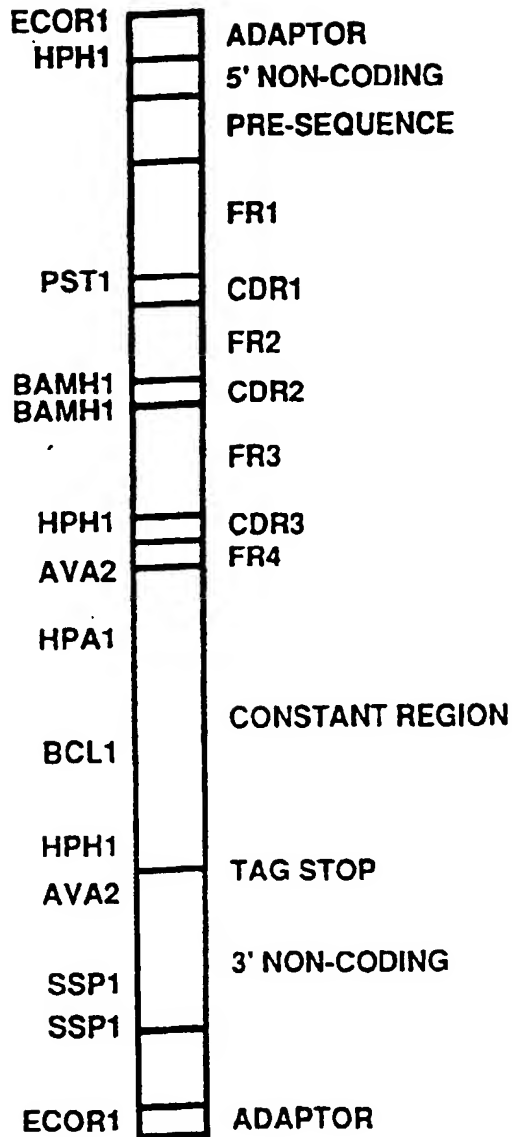 ECOR1
ADAPTOR
HPH1
5' NON-CODING
PRE-SEQUENCE
FR1
PST1
CDR1
FR2
BAMH1
CDR2
BAMH1
FR3
HPH1
CDR3
FR4
AVA2
HPA1
CONSTANT REGION
BCL1
HPH1
TAG STOP
AVA2
3' NON-CODING
SSP1
SSP1
ECOR1
ADAPTOR